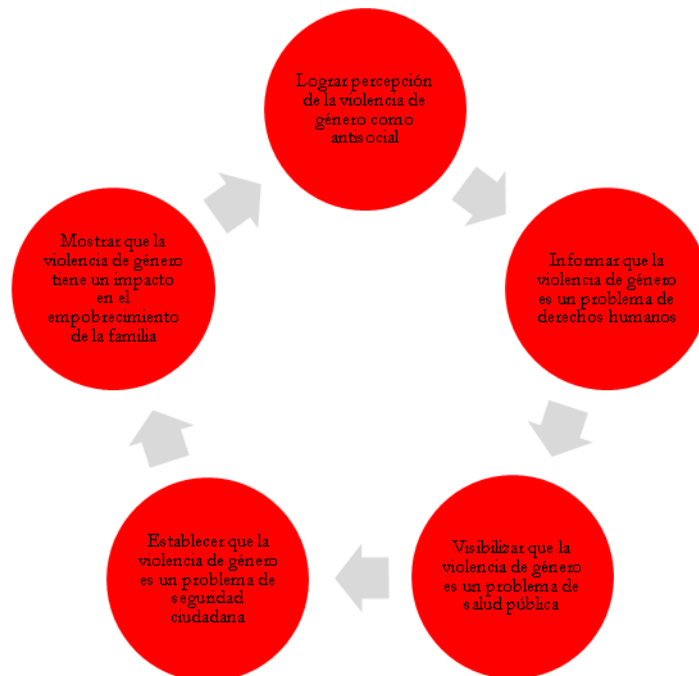 Lograr percepción
de la violencia de
género como
antisocial
Informar que la
violencia de género
es un problema de
derechos humanos
Visibilizar que la
violencia de género
es un problema de
salud pública
Establecer que la
violencia de género
es un problema de
seguridad
ciudadana
Mostrar que la
violencia de género
tiene un impacto
en el
empobrecimiento
de la familia